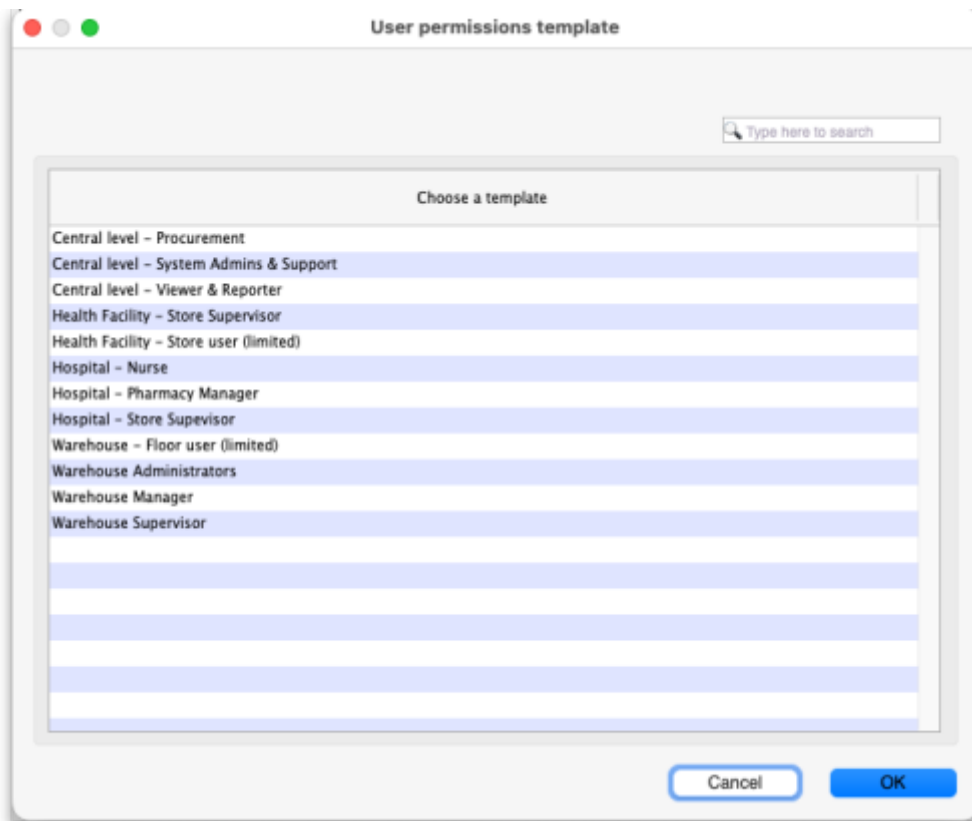 User permissions template
Type here to search
Choose a template
Central level – Procurement
Central level – System Admins & Support
Central level – Viewer & Reporter
Health Facility – Store Supervisor
Health Facility – Store user (limited)
Hospital – Nurse
Hospital – Pharmacy Manager
Hospital – Store Supevisor
Warehouse – Floor user (limited)
Warehouse Administrators
Warehouse Manager
Warehouse Supervisor
Cancel OK